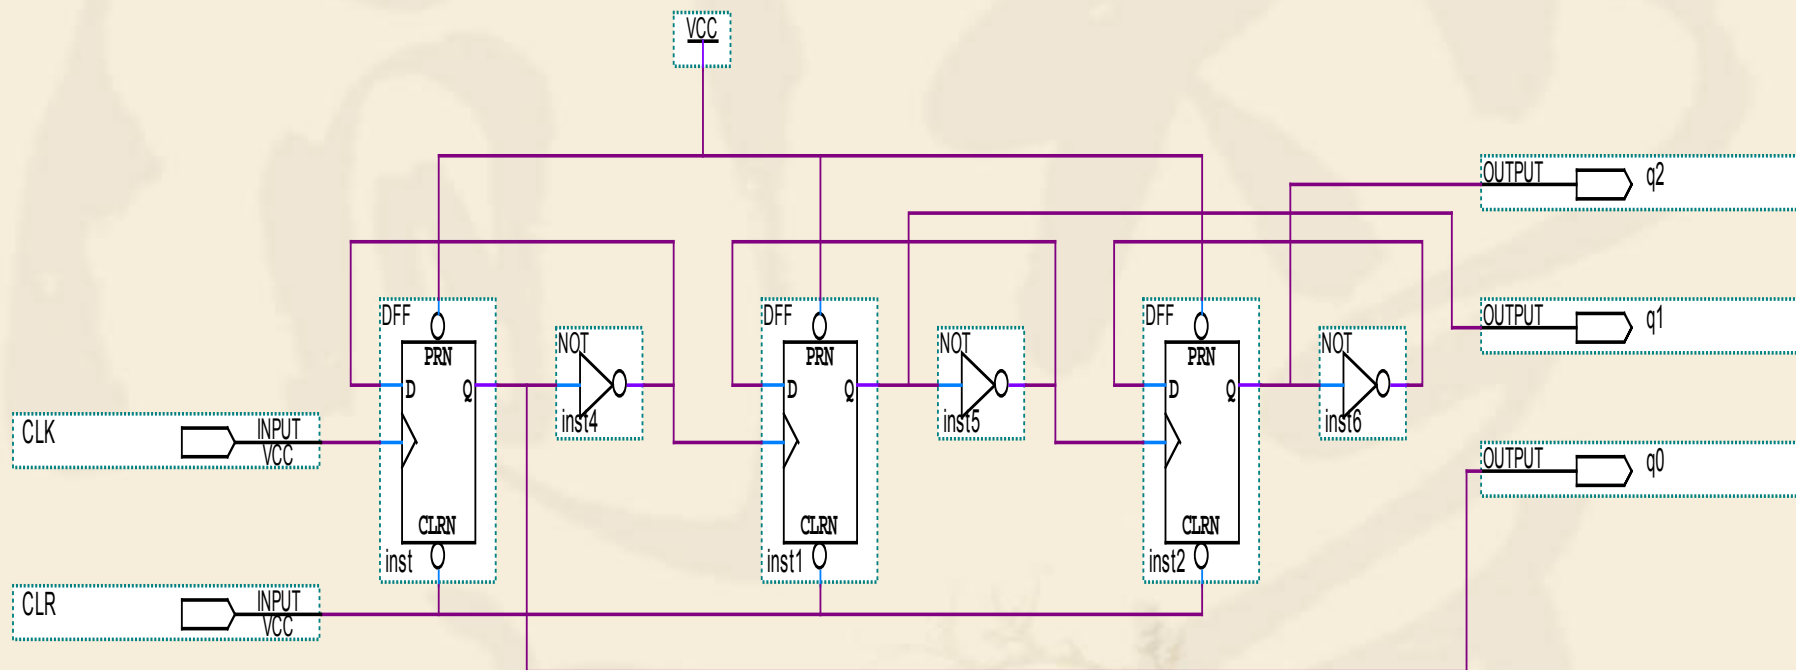 VCC
OUTPUT q2
DFF
PRN
D Q
CLRN
inst
NOT
inst4
DFF
PRN
D Q
CLRN
inst1
NOT
inst5
DFF
PRN
D Q
CLRN
inst2
NOT
inst6
OUTPUT q1
CLK INPUT
VCC
OUTPUT q0
CLR INPUT
VCC